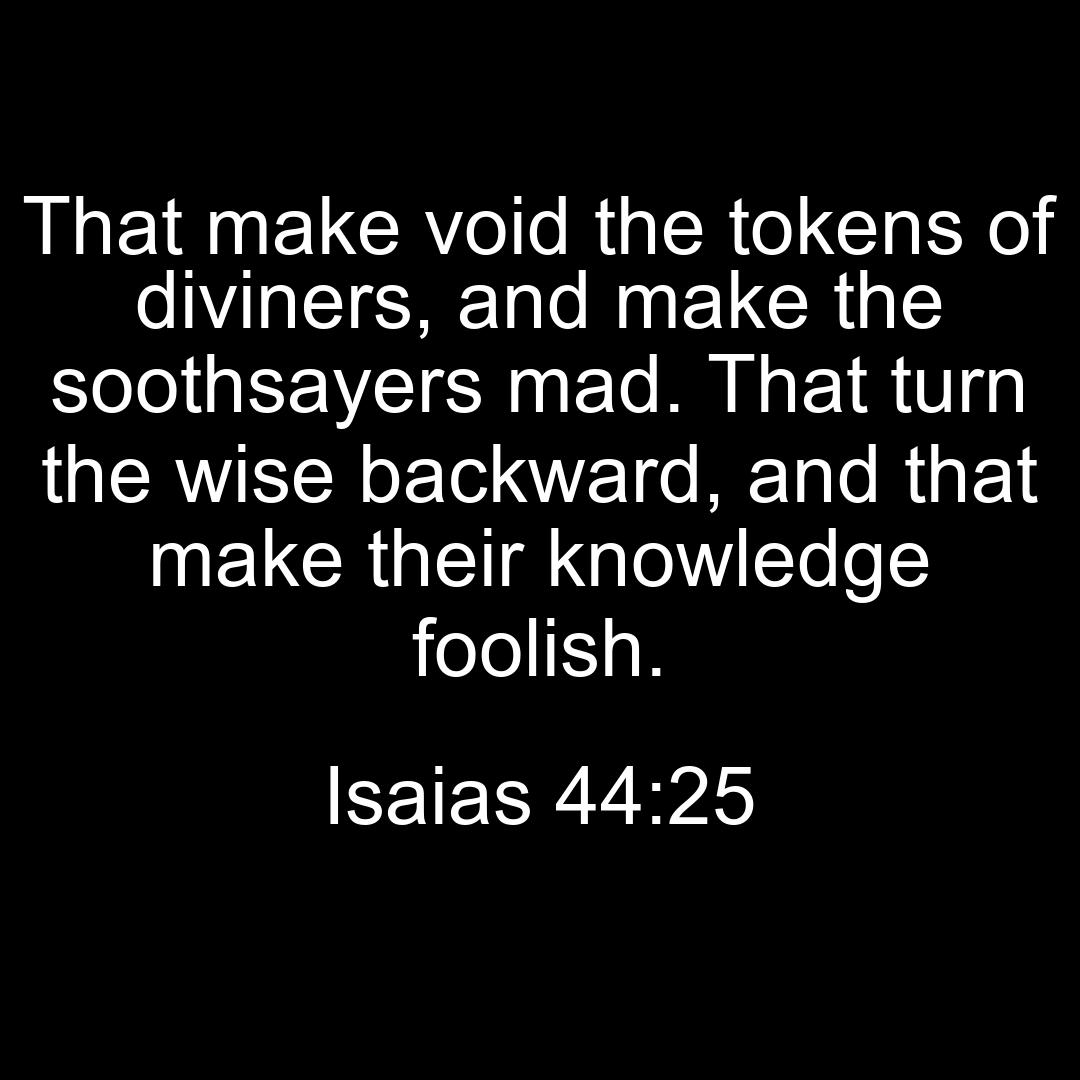 That make void the tokens of
diviners, and make the
soothsayers mad. That turn
the wise backward, and that
make their knowledge
foolish.
Isaias 44:25